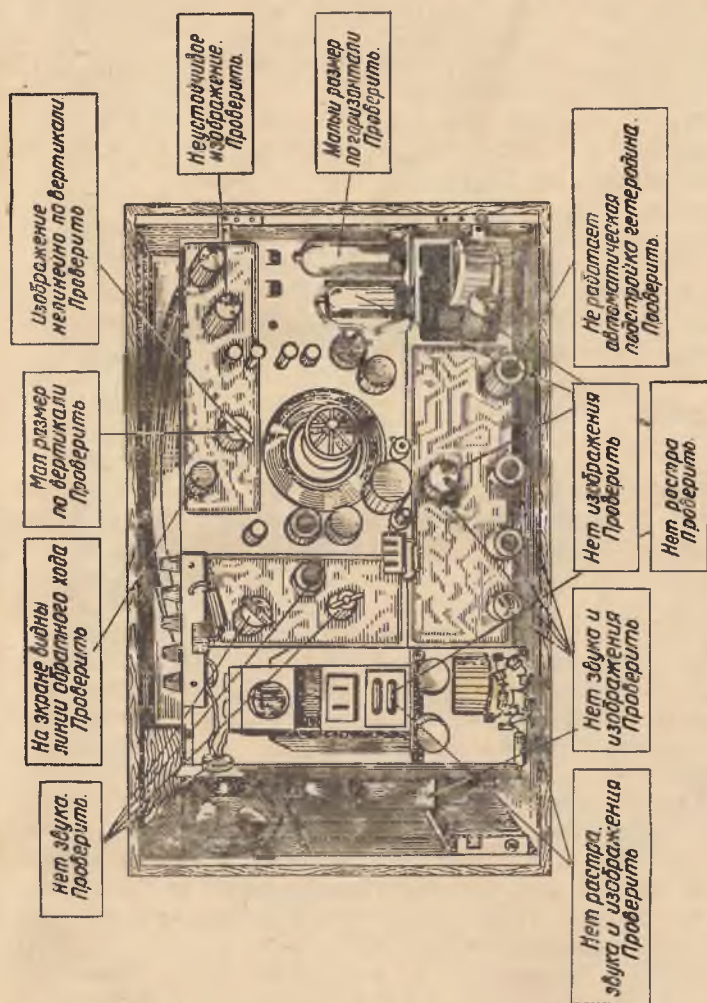 Нет звука.
Проверить.
На экране видны
линии обратного хода
Проверить
Мал размер
по вертикали
Проверить
Изображение
нелинейно по вертикали
Проверить
Неустойчивое
изображение.
Проверить.
Малый размер
по горизонтали
Проверить.
Нет растра,
звука и изображения
Проверить
Нет звука и
изображения
Проверить
Нет изображения
Проверить
Нет растра
Проверить.
Не работает
автоматическая
подстройка гетеродина.
Проверить.